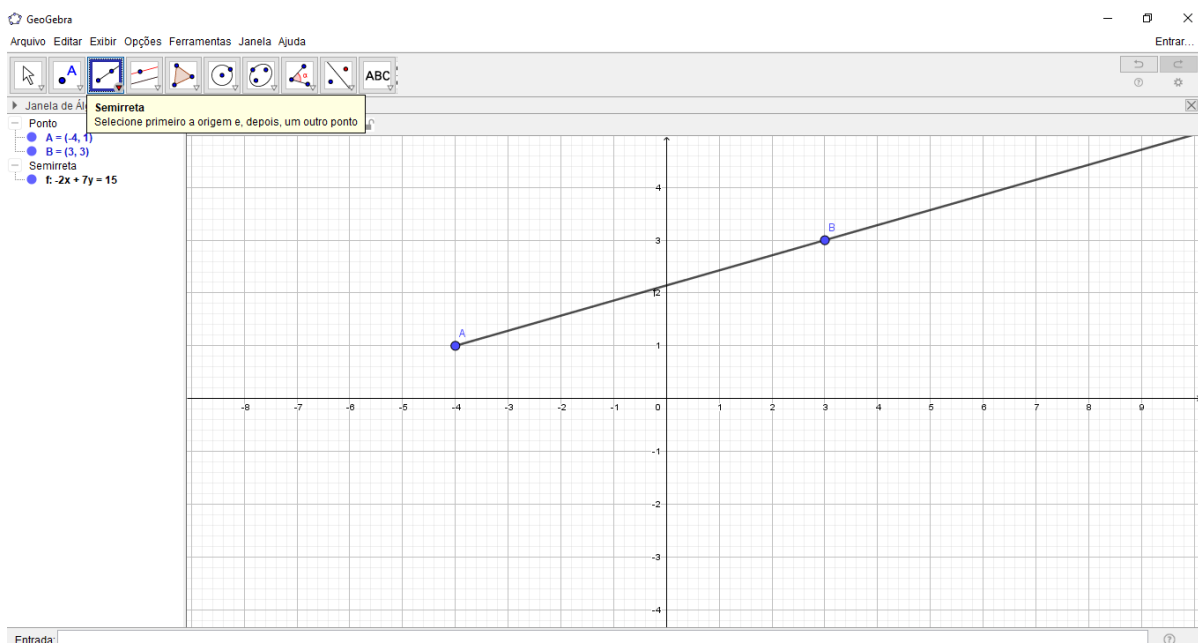 GeoGebra
Arquivo Editar Exibir Opções Ferramentas Janela Ajuda
Entrar...
A
ABC
Janela de Ál
Semirreta
Selecione primeiro a origem e, depois, um outro ponto
Ponto
A = (-4, 1)
B = (3, 3)
Semirreta
f: -2x + 7y = 15
4
B
3
2
A
1
-8 -7 -6 -5 -4 -3 -2 -1 0 1 2 3 4 5 6 7 8 9
-1
-2
-3
-4
Entrada: